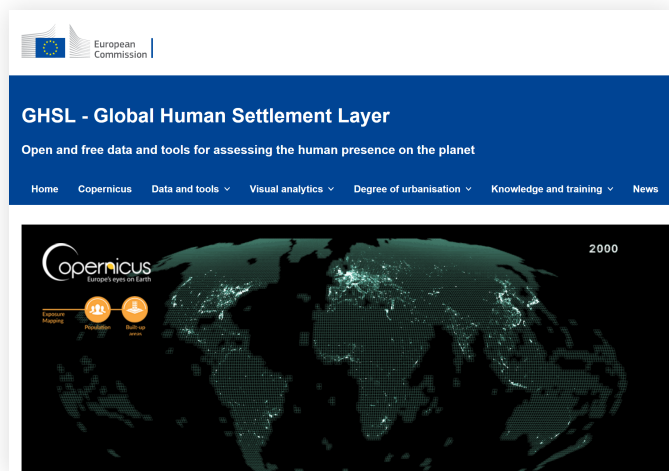 European
Commission
GHSL - Global Human Settlement Layer
Open and free data and tools for assessing the human presence on the planet
Home Copernicus Data and tools Visual analytics Degree of urbanisation Knowledge and training News
2000
Copernicus
Europe's eyes on Earth
Exposure
Mapping
Population
Built-up
areas